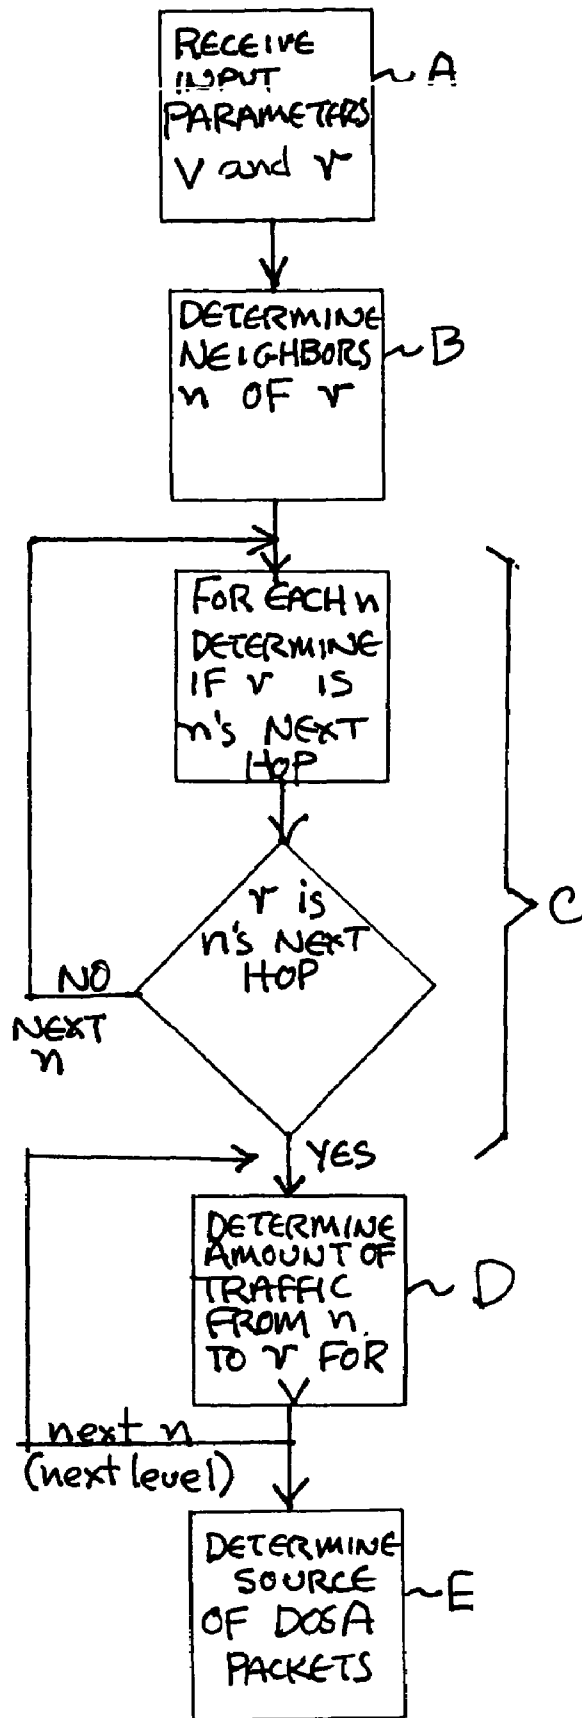 RECEIVE
INPUT
PARAMETERS
V and r
A
DETERMINE
NEIGHBORS
n OF r
B
FOR EACH n
DETERMINE
IF r IS
n's NEXT
HOP
r is
n's NEXT
HOP
C
NO
NEXT
n
YES
DETERMINE
AMOUNT OF
TRAFFIC
FROM n
TO r FOR
V
D
next n
(next level)
DETERMINE
SOURCE
OF DOSA
PACKETS
E